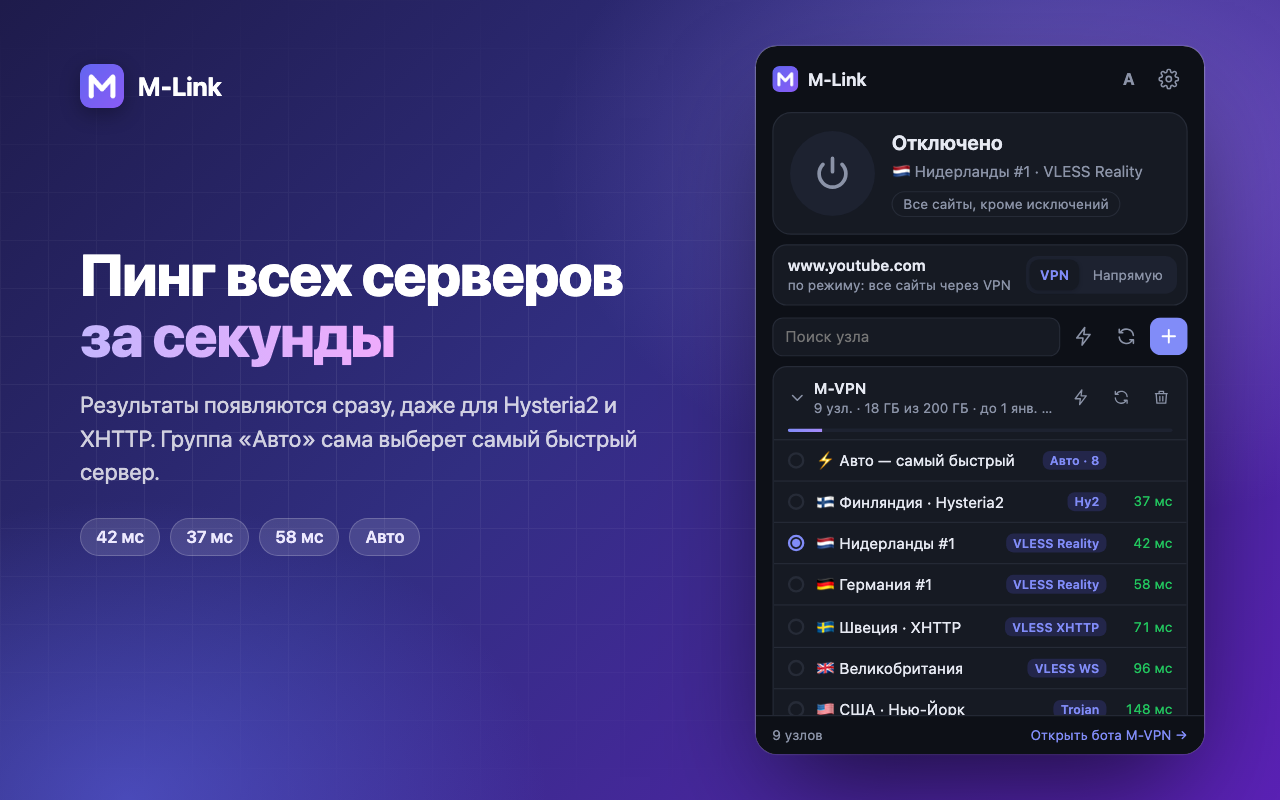 M-Link
Пинг всех серверов
за секунды
Результаты появляются сразу, даже для Hysteria2 и
XHTTP. Группа «Авто» сама выберет самый быстрый
сервер.
42 мс 37 мс 58 мс Авто
M-Link A
Отключено
Нидерланды #1 · VLESS Reality
Все сайты, кроме исключений
www.youtube.com
по режиму: все сайты через VPN
VPN Напрямую
Поиск узла
M-VPN
9 узл. · 18 ГБ из 200 ГБ · до 1 янв. ...
Авто — самый быстрый Авто · 8
Финляндия · Hysteria2 Hy2 37 мс
Нидерланды #1 VLESS Reality 42 мс
Германия #1 VLESS Reality 58 мс
Швеция · XHTTP VLESS XHTTP 71 мс
Великобритания VLESS WS 96 мс
США · Нью-Йорк Trojan 148 мс
9 узлов Открыть бота M-VPN →